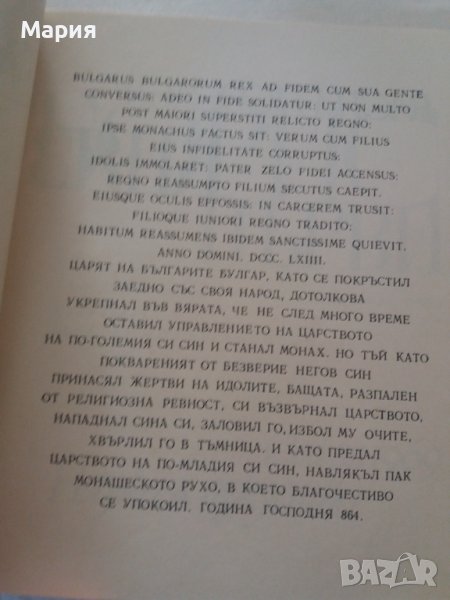 Мария
BULGARUS BULGARORUM REX AD FIDEM CUM SUA GENTE
CONVERSUS: ADEO IN FIDE SOLIDATUR: UT NON MULTO
POST MAIORI SUPERSTITI RELICTO REGNO:
IPSE MONACHUS FACTUS SIT: VERUM CUM FILIUS
EIUS INFIDELITATE CORRUPTUS:
IDOLIS IMMOLARET: PATER ZELO FIDEI ACCENSUS:
REGNO REASSUMPTO FILIUM SECUTUS CAEPIT.
EIUSQUE OCULIS EFFOSSIS: IN CARCEREM TRUSIT:
FILIOQUE IUNIORI REGNO TRADITO:
HABITUM REASSUMENS IBIDEM SANCTISSIME QUIEVIT.
ANNO DOMINI. DCCC. LXIIII.
ЦАРЯТ НА БЪЛГАРИТЕ БУЛГАР, КАТО СЕ ПОКРЪСТИЛ
ЗАЕДНО СЪС СВОЯ НАРОД, ДОТОЛКОВА
УКРЕПНАЛ ВЪВ ВЯРАТА, ЧЕ НЕ СЛЕД МНОГО ВРЕМЕ
ОСТАВИЛ УПРАВЛЕНИЕТО НА ЦАРСТВОТО
НА ПО-ГОЛЕМИЯ СИ СИН И СТАНАЛ МОНАХ. НО ТЪЙ КАТО
ПОКВАРЕНИЯТ ОТ БЕЗВЕРИЕ НЕГОВ СИН
ПРИНАСЯЛ ЖЕРТВИ НА ИДОЛИТЕ, БАЩАТА, РАЗПАЛЕН
ОТ РЕЛИГИОЗНА РЕВНОСТ, СИ ВЪЗВЪРНАЛ ЦАРСТВОТО,
НАПАДНАЛ СИНА СИ, ЗАЛОВИЛ ГО, ИЗБОЛ МУ ОЧИТЕ,
ХВЪРЛИЛ ГО В ТЪМНИЦА. И КАТО ПРЕДАЛ
ЦАРСТВОТО НА ПО-МЛАДИЯ СИ СИН, НАВЛЯКЪЛ ПАК
МОНАШЕСКОТО РУХО, В КОЕТО БЛАГОЧЕСТИВО
СЕ УПОКОИЛ. ГОДИНА ГОСПОДНЯ 864.
BAZAR